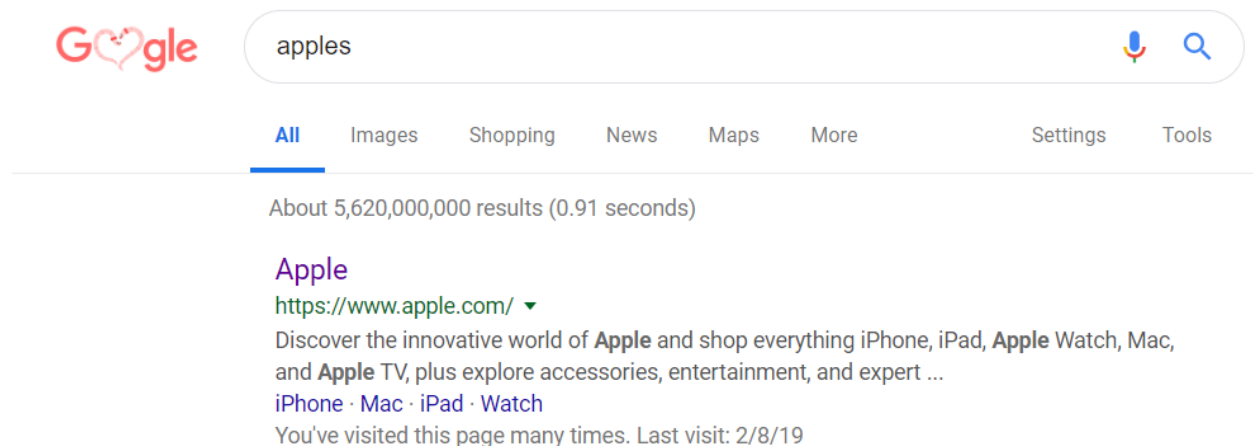 Google
apples
All Images Shopping News Maps More Settings Tools
About 5,620,000,000 results (0.91 seconds)
Apple
https://www.apple.com/
Discover the innovative world of Apple and shop everything iPhone, iPad, Apple Watch, Mac,
and Apple TV, plus explore accessories, entertainment, and expert ...
iPhone · Mac · iPad · Watch
You've visited this page many times. Last visit: 2/8/19